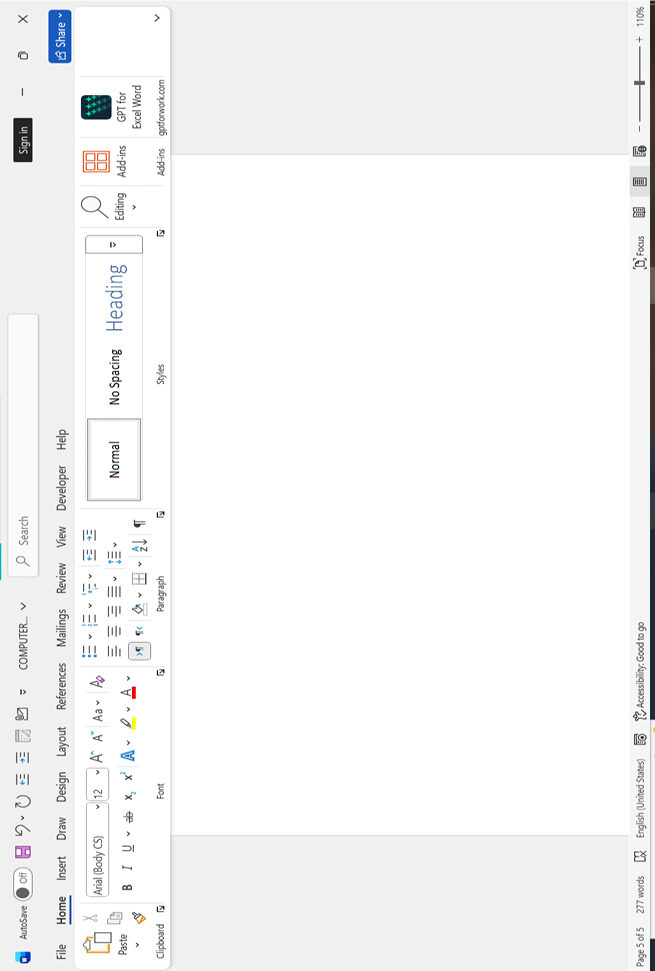 AutoSave Off COMPUTER... Search Sign in
File Home Insert Draw Design Layout References Mailings Review View Developer Help Share
Paste
Clipboard
Arial (Body CS) 12 A^ Aˇ Aa A
B I U ab x₂ x² A A
Font
Paragraph
Normal No Spacing Heading
Styles
Editing
Add-ins
Add-ins
GPT for
Excel Word
gptforwork.com
Page 5 of 5 277 words English (United States) Accessibility: Good to go Focus 110%